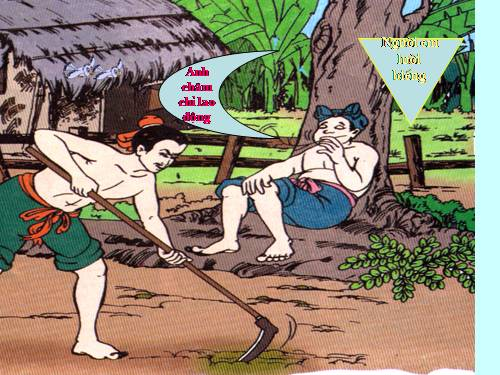 Anh
chăm
chỉ lao
động
Người em
lười
biếng